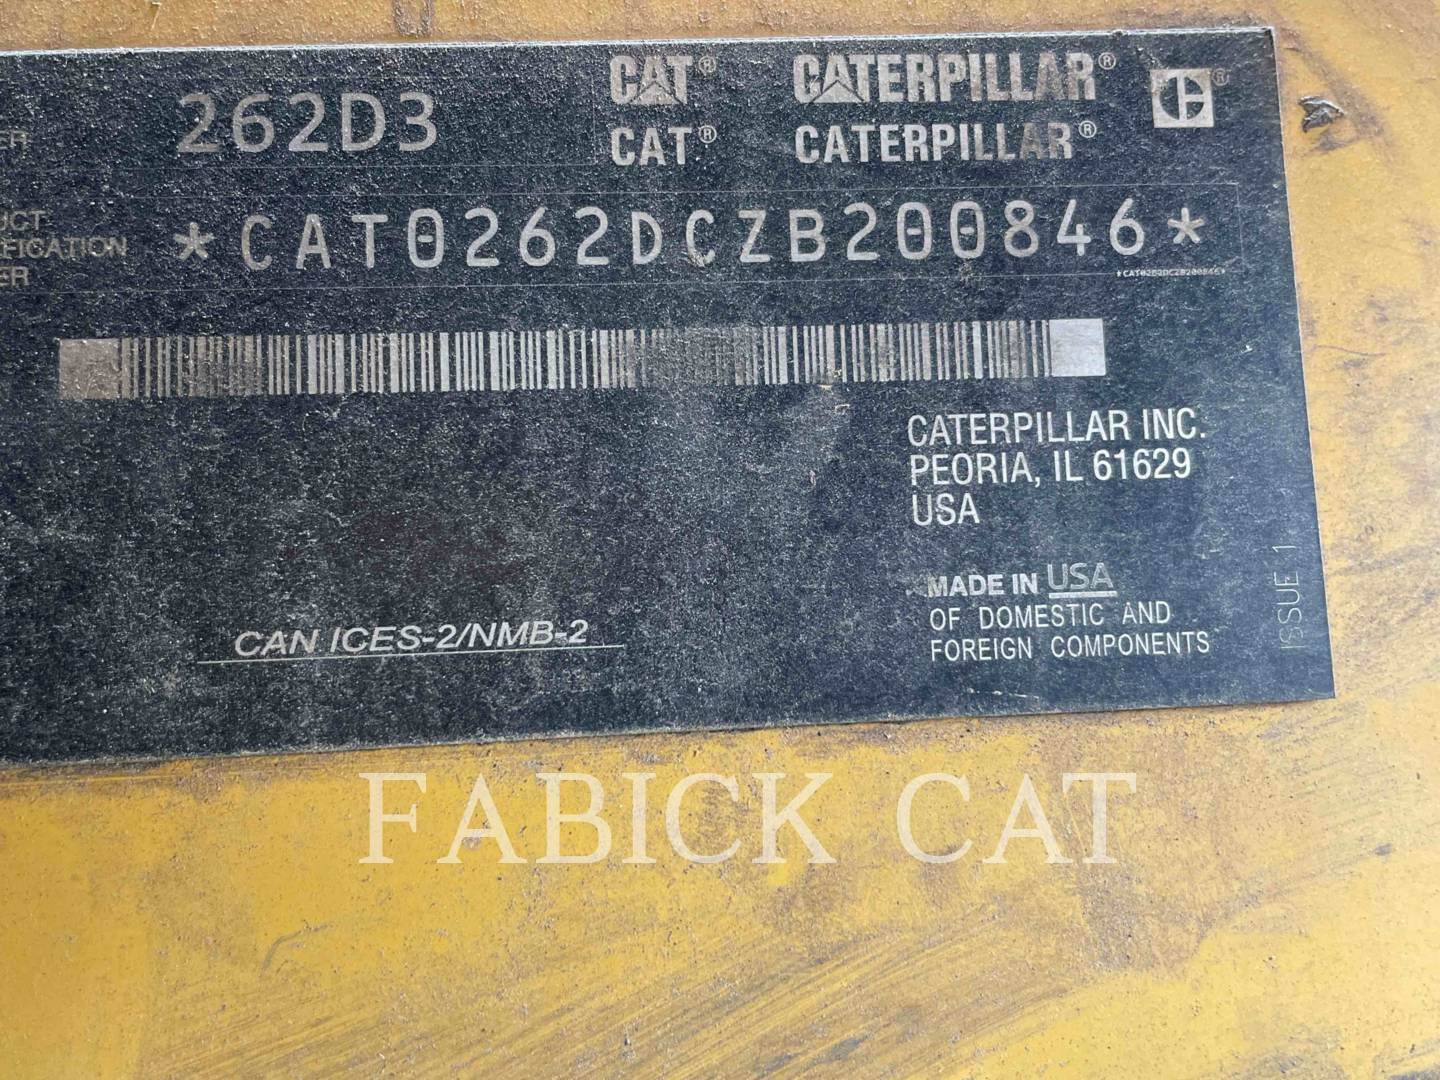 262D3
CAT® CATERPILLAR® ®
CAT® CATERPILLAR®
*CAT0262DCZB200846*
*CAT0262DCZB200846*
CATERPILLAR INC.
PEORIA, IL 61629
USA
MADE IN USA
OF DOMESTIC AND
FOREIGN COMPONENTS
CAN ICES-2/NMB-2
ISSUE 1
FABICK CAT